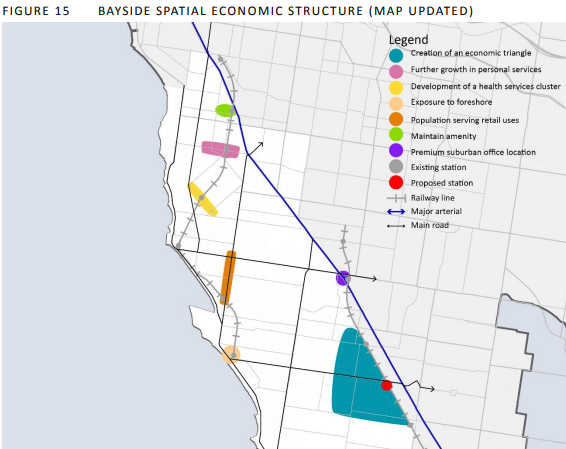 FIGURE 15 BAYSIDE SPATIAL ECONOMIC STRUCTURE (MAP UPDATED)
Legend
Creation of an economic triangle
Further growth in personal services
Development of a health services cluster
Exposure to foreshore
Population serving retail uses
Maintain amenity
Premium suburban office location
Existing station
Proposed station
Railway line
Major arterial
Main road